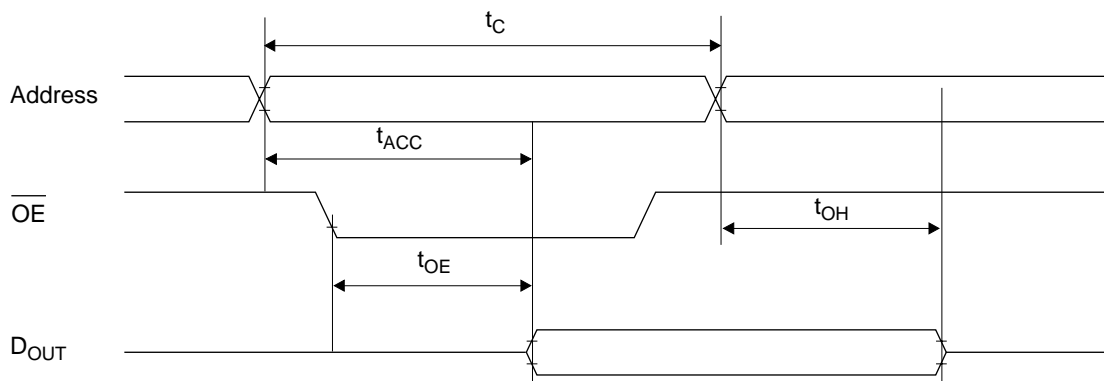 tC
Address
tACC
OE
tOH
tOE
DOUT